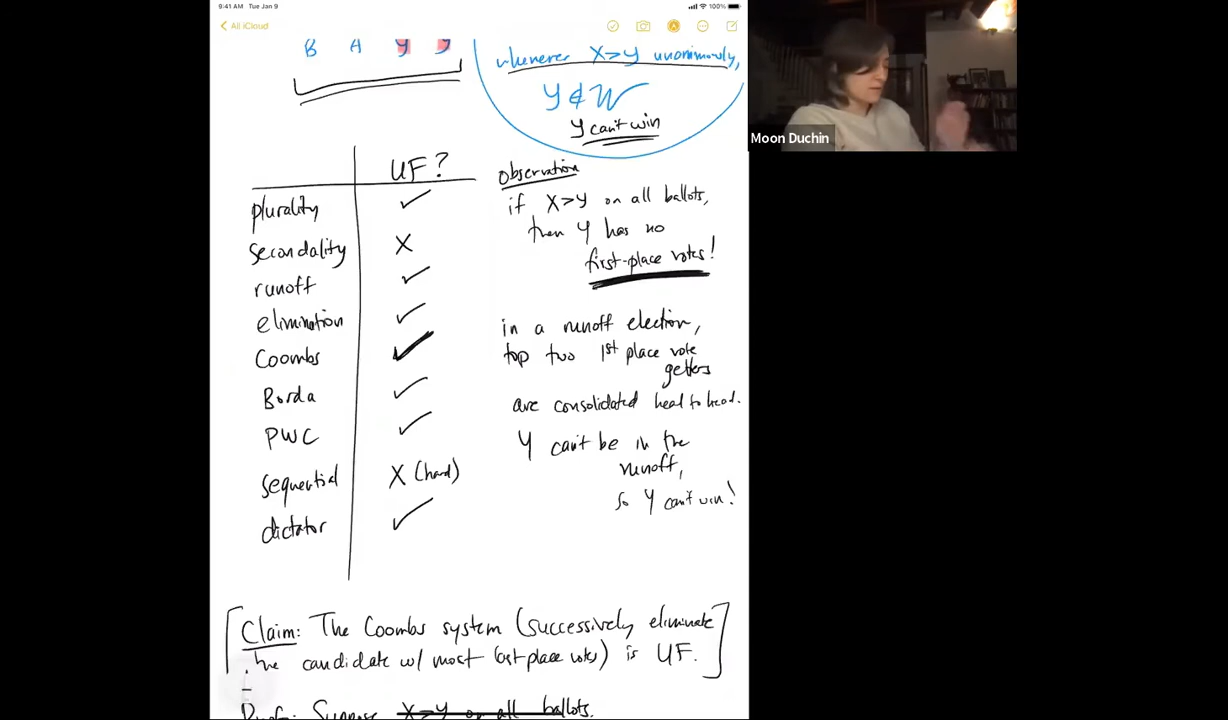 9:41 AM Tue Jan 9
100%
All iCloud
B A y y
whenever X>Y unanimously,
Y ∉ W
Y can't win
Moon Duchin
UF?
plurality ✓
secondality X
runoff ✓
elimination ✓
Coombs ✓
Borda ✓
PWC ✓
sequential X (hard)
dictator ✓
observation
if X>Y on all ballots,
then Y has no
first-place votes!
in a runoff election,
top two 1st place vote
getters
are consolidated head to head.
Y can't be in the
runoff,
so Y can't win!
[Claim: The Coombs system (successively eliminate
the candidate w/ most last place votes) is UF.]
Proof: Suppose X>Y on all ballots.